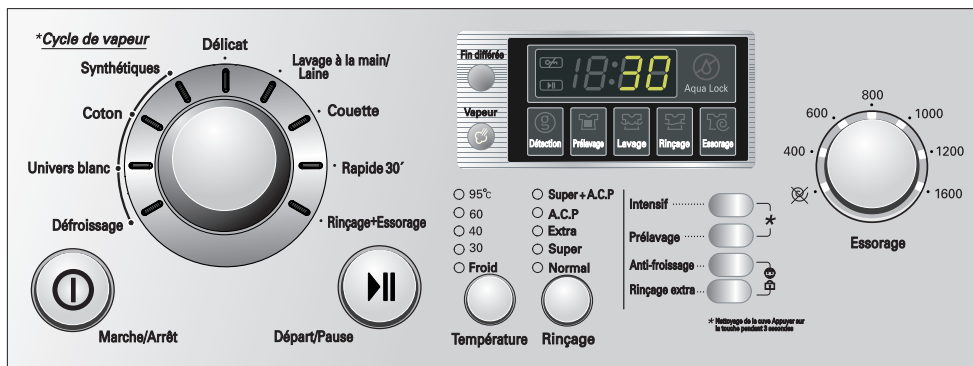 *Cycle de vapeur
Délicat
Synthétiques
Lavage à la main/
Laine
Coton
Couette
Univers blanc
Rapide 30´
Défroissage
Rinçage+Essorage
Marche/Arrêt
Départ/Pause
Fin différée
Vapeur
18:30
Aqua Lock
Détection
Prélavage
Lavage
Rinçage
Essorage
95°c
60
40
30
Froid
Température
Super+A.C.P
A.C.P
Extra
Super
Normal
Rinçage
Intensif
Prélavage
*
Anti-froissage
Rinçage extra
* Nettoyage de la cuve Appuyer sur
la touche pendant 3 secondes
400
600
800
1000
1200
1600
Essorage